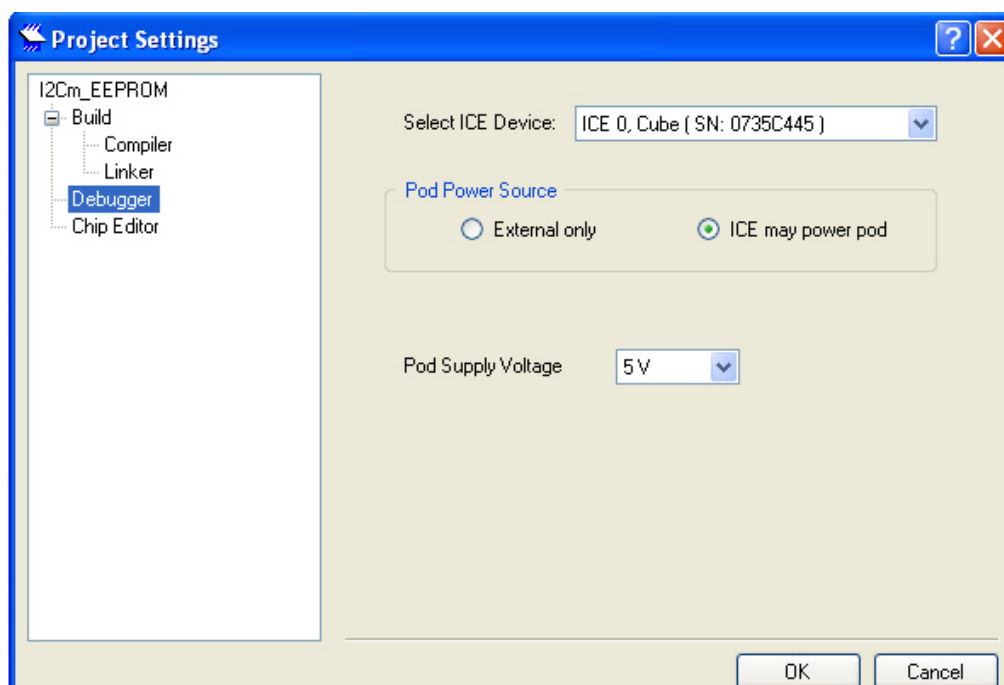 Project Settings
I2Cm_EEPROM
Build
Compiler
Linker
Debugger
Chip Editor
Select ICE Device:
ICE 0, Cube ( SN: 0735C445 )
Pod Power Source
External only
ICE may power pod
Pod Supply Voltage
5 V
OK
Cancel